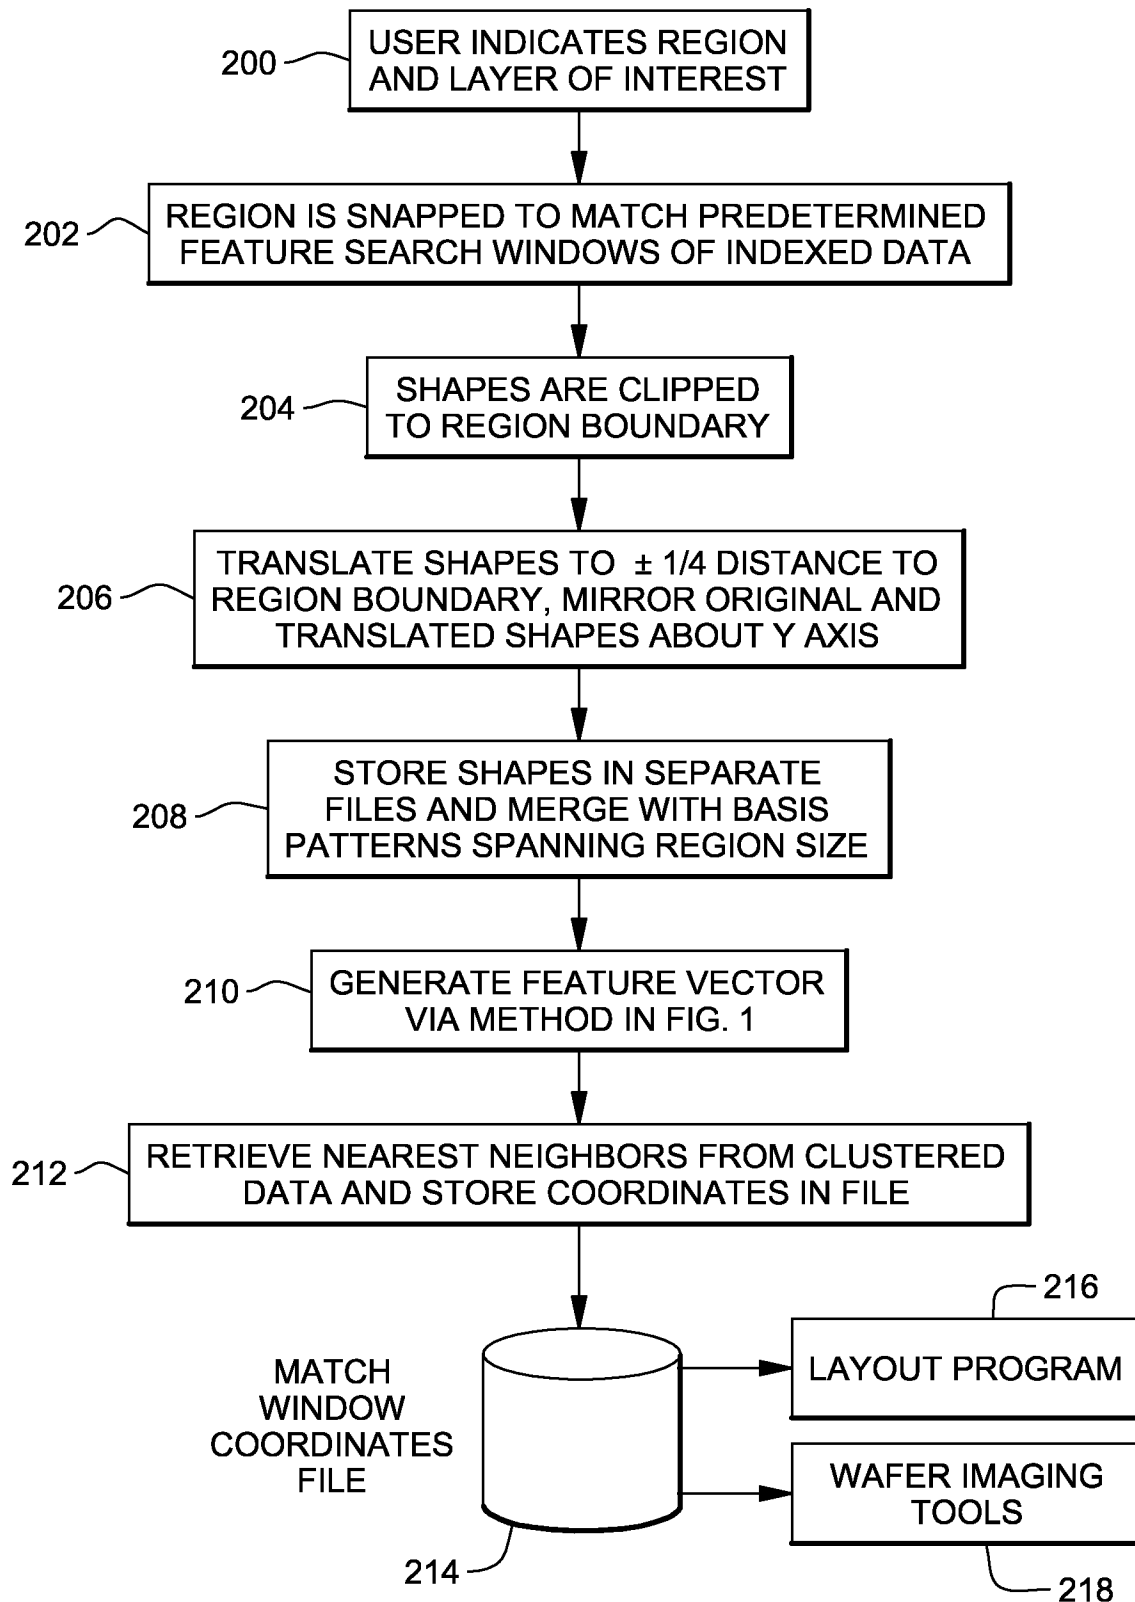 200
USER INDICATES REGION
AND LAYER OF INTEREST
202
REGION IS SNAPPED TO MATCH PREDETERMINED
FEATURE SEARCH WINDOWS OF INDEXED DATA
204
SHAPES ARE CLIPPED
TO REGION BOUNDARY
206
TRANSLATE SHAPES TO ± 1/4 DISTANCE TO
REGION BOUNDARY, MIRROR ORIGINAL AND
TRANSLATED SHAPES ABOUT Y AXIS
208
STORE SHAPES IN SEPARATE
FILES AND MERGE WITH BASIS
PATTERNS SPANNING REGION SIZE
210
GENERATE FEATURE VECTOR
VIA METHOD IN FIG. 1
212
RETRIEVE NEAREST NEIGHBORS FROM CLUSTERED
DATA AND STORE COORDINATES IN FILE
MATCH
WINDOW
COORDINATES
FILE
214
216
LAYOUT PROGRAM
WAFER IMAGING
TOOLS
218